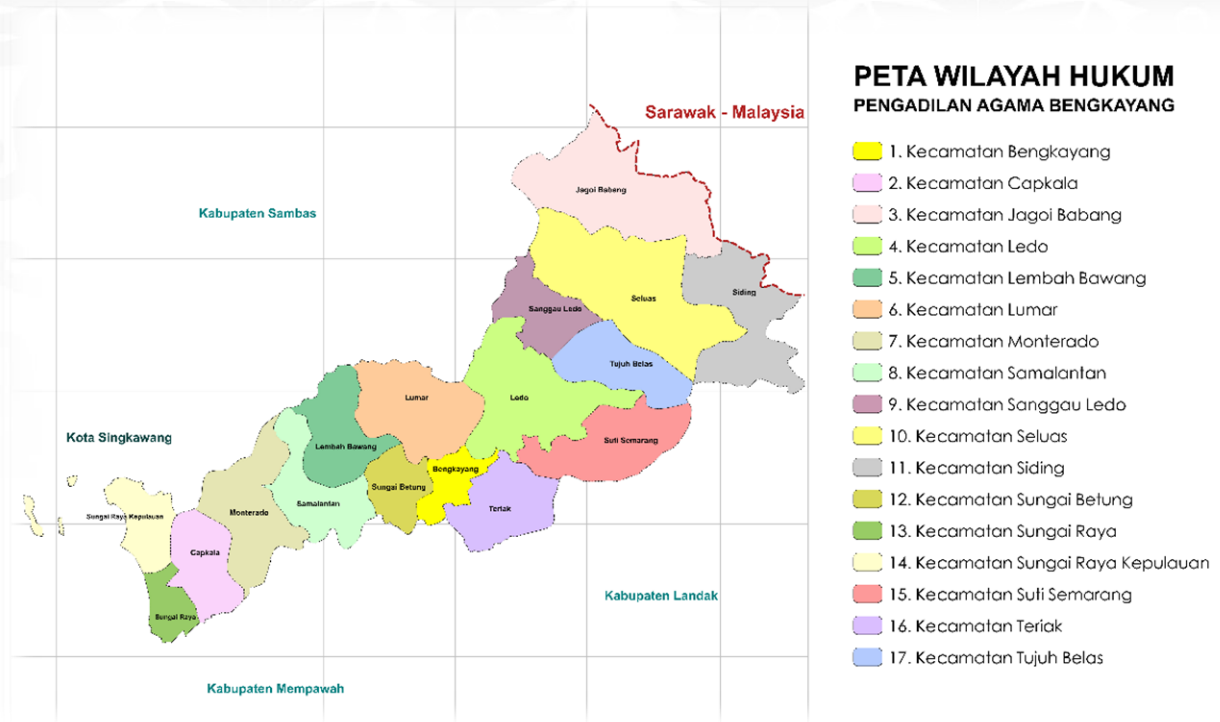 PETA WILAYAH HUKUM
PENGADILAN AGAMA BENGKAYANG
1. Kecamatan Bengkayang
2. Kecamatan Capkala
3. Kecamatan Jagoi Babang
4. Kecamatan Ledo
5. Kecamatan Lembah Bawang
6. Kecamatan Lumar
7. Kecamatan Monterado
8. Kecamatan Samalantan
9. Kecamatan Sanggau Ledo
10. Kecamatan Seluas
11. Kecamatan Siding
12. Kecamatan Sungai Betung
13. Kecamatan Sungai Raya
14. Kecamatan Sungai Raya Kepulauan
15. Kecamatan Suti Semarang
16. Kecamatan Teriak
17. Kecamatan Tujuh Belas
Sarawak - Malaysia
Jagoi Babang
Kabupaten Sambas
Siding
Seluas
Sanggau Ledo
Tujuh Belas
Lumar
Ledo
Kota Singkawang
Suti Semarang
Lembah Bawang
Bengkayang
Sungai Betung
Samalantan
Teriak
Monterado
Sungai Raya Kepulauan
Capkala
Kabupaten Landak
Sungai Raya
Kabupaten Mempawah